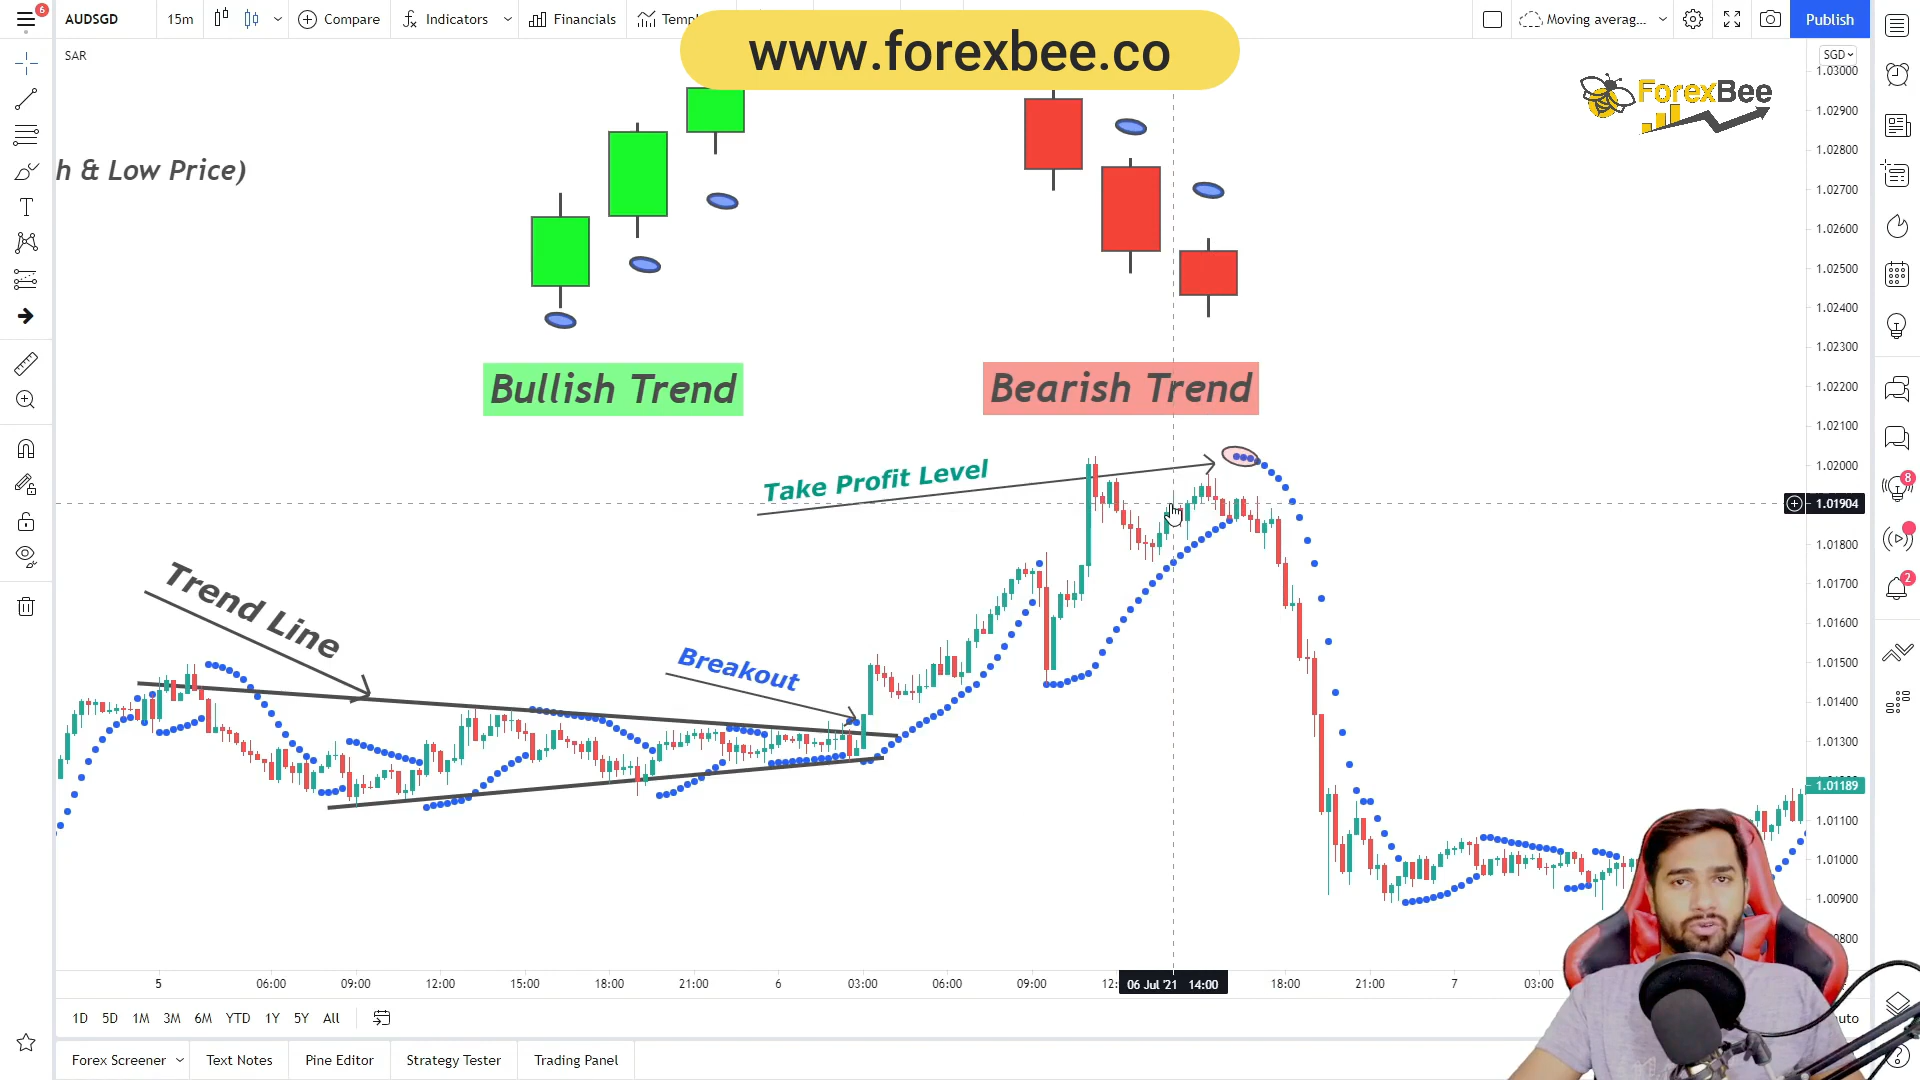 6
AUDSGD
15m
Compare
Indicators
Financials
www.forexbee.co
Moving averag...
Publish
SAR
SGD
1.03000
1.02900
1.02800
1.02700
1.02600
1.02500
1.02400
1.02300
1.02200
1.02100
1.02000
1.01904
1.01800
1.01700
1.01600
1.01500
1.01400
1.01300
1.01189
1.01100
1.01000
1.00900
ForexBee
h & Low Price)
Bullish Trend
Bearish Trend
Take Profit Level
Trend Line
Breakout
8
2
5
06:00
09:00
12:00
15:00
18:00
21:00
6
03:00
06:00
09:00
06 Jul '21 14:00
18:00
21:00
7
03:00
1D 5D 1M 3M 6M YTD 1Y 5Y All
Forex Screener
Text Notes
Pine Editor
Strategy Tester
Trading Panel